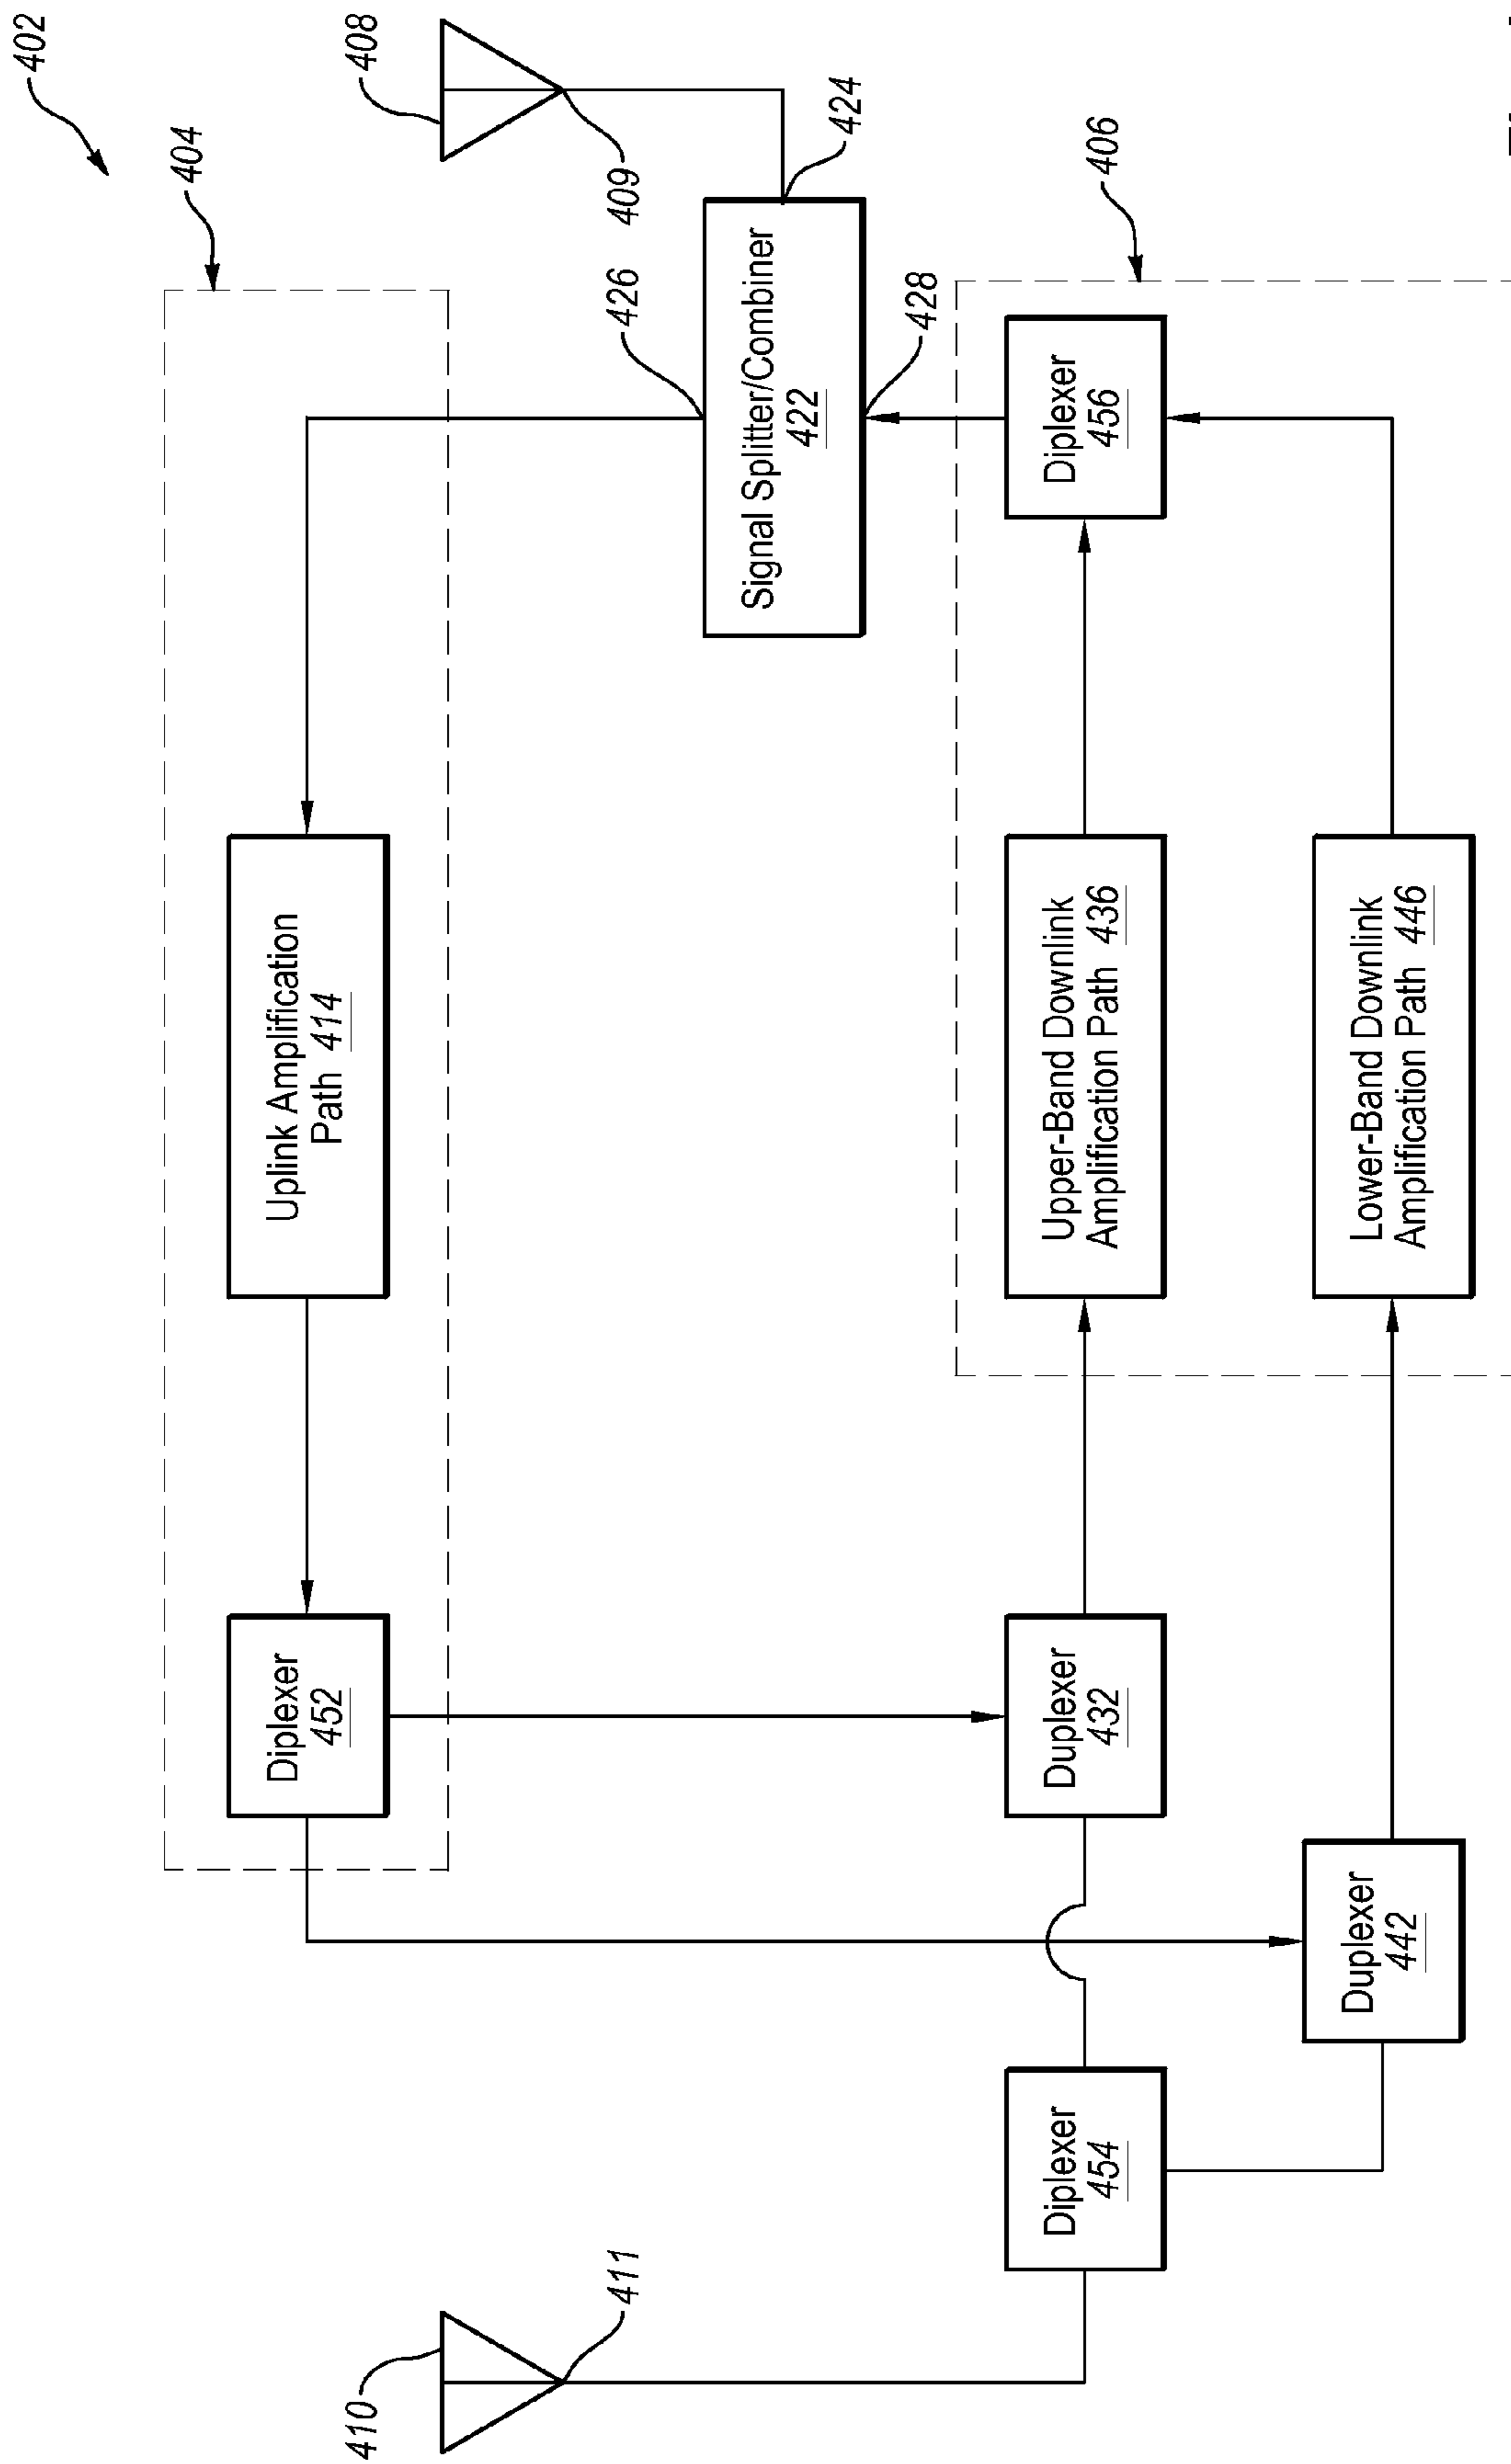 402
404
Diplexer
452
Uplink Amplification
Path 414
410
408
411
426
409
Signal Splitter/Combiner
422
424
428
406
Diplexer
454
Duplexer
432
Upper-Band Downlink
Amplification Path 436
Diplexer
456
Duplexer
442
Lower-Band Downlink
Amplification Path 446